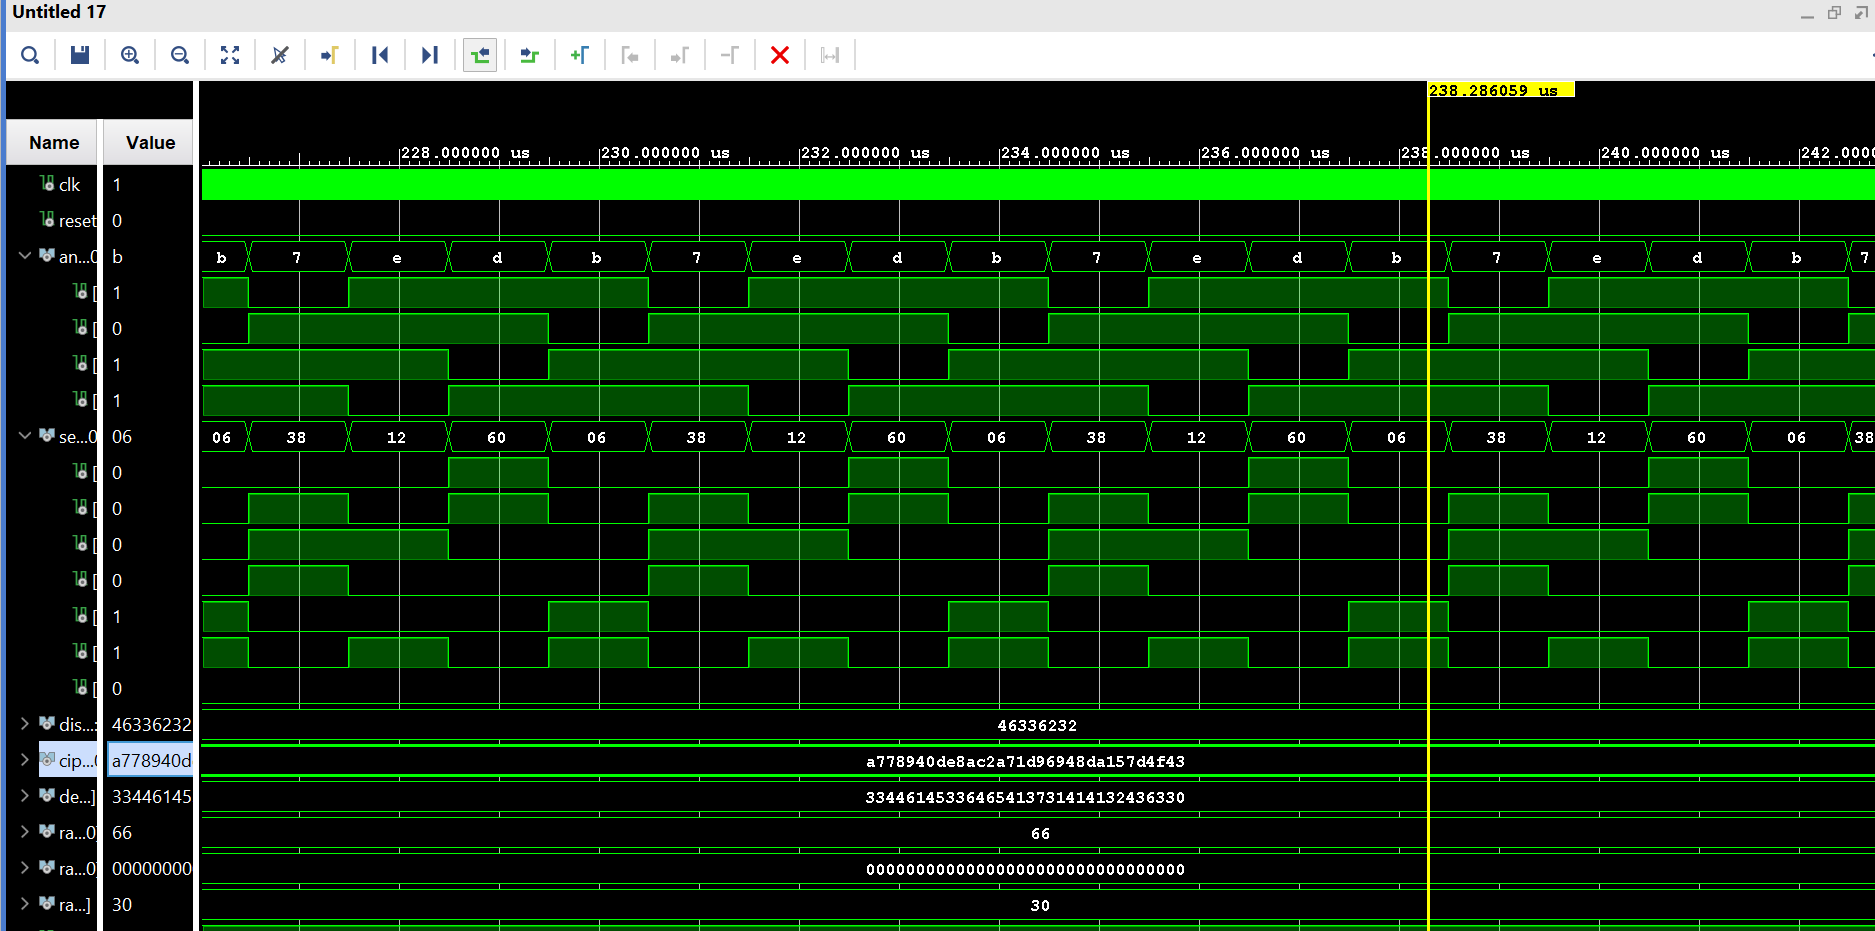 Untitled 17
238.286059 us
Name Value
228.000000 us 230.000000 us 232.000000 us 234.000000 us 236.000000 us 238.000000 us 240.000000 us 242.0000
clk 1
reset 0
an...0 b b 7 e d b 7 e d b 7 e d b 7 e d b 7
[ 1
[ 0
[ 1
[ 1
se...0 06 06 38 12 60 06 38 12 60 06 38 12 60 06 38 12 60 06 38
[ 0
[ 0
[ 0
[ 0
[ 1
[ 1
[ 0
dis...: 46336232 46336232
cip...0 a778940d a778940de8ac2a71d96948da157d4f43
de...] 33446145 33446145336465413731414132436330
ra...0] 66 66
ra...0] 00000000 00000000000000000000000000000000
ra...] 30 30